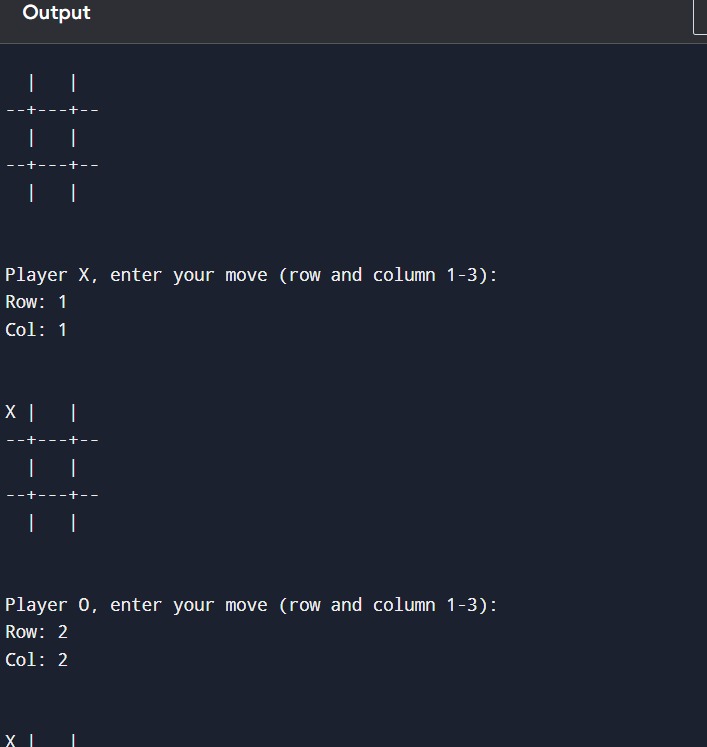 Output
  |   |
--+---+--
  |   |
--+---+--
  |   |
Player X, enter your move (row and column 1-3):
Row: 1
Col: 1
X |   |
--+---+--
  |   |
--+---+--
  |   |
Player O, enter your move (row and column 1-3):
Row: 2
Col: 2
X |   |